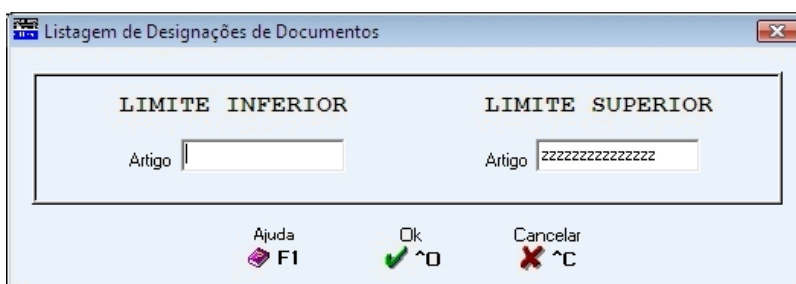 Listagem de Designações de Documentos
LIMITE INFERIOR LIMITE SUPERIOR
Artigo Artigo zzzzzzzzzzzzzzz
Ajuda Ok Cancelar
F1 ^O ^C